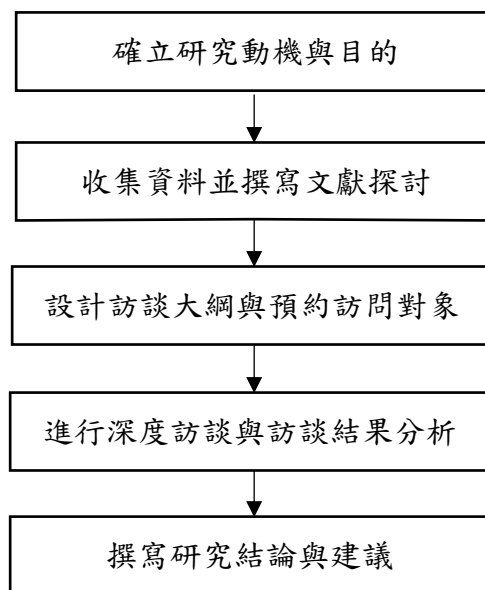 確立研究動機與目的
收集資料並撰寫文獻探討
設計訪談大綱與預約訪問對象
進行深度訪談與訪談結果分析
撰寫研究結論與建議